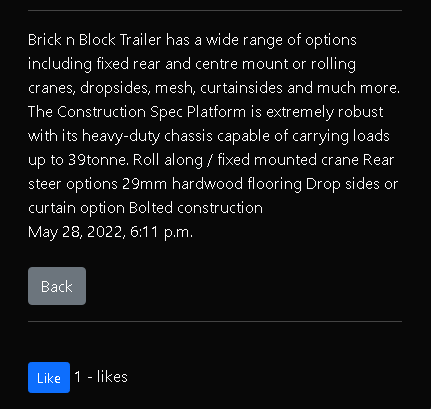 Brick n Block Trailer has a wide range of options
including fixed rear and centre mount or rolling
cranes, dropsides, mesh, curtainsides and much more.
The Construction Spec Platform is extremely robust
with its heavy-duty chassis capable of carrying loads
up to 39tonne. Roll along / fixed mounted crane Rear
steer options 29mm hardwood flooring Drop sides or
curtain option Bolted construction
May 28, 2022, 6:11 p.m.
Back
Like 1 - likes